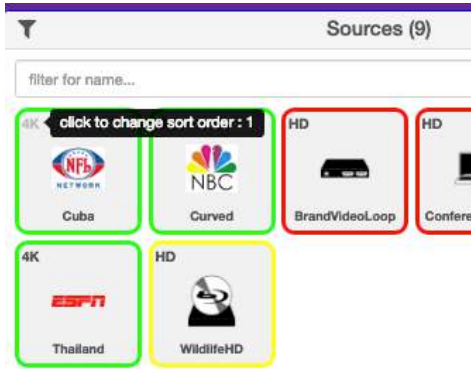 Sources (9)
filter for name...
4K click to change sort order : 1 HD HD
NFL
NETWORK
NBC
Cuba Curved BrandVideoLoop
4K HD
ESPN
Thailand WildlifeHD